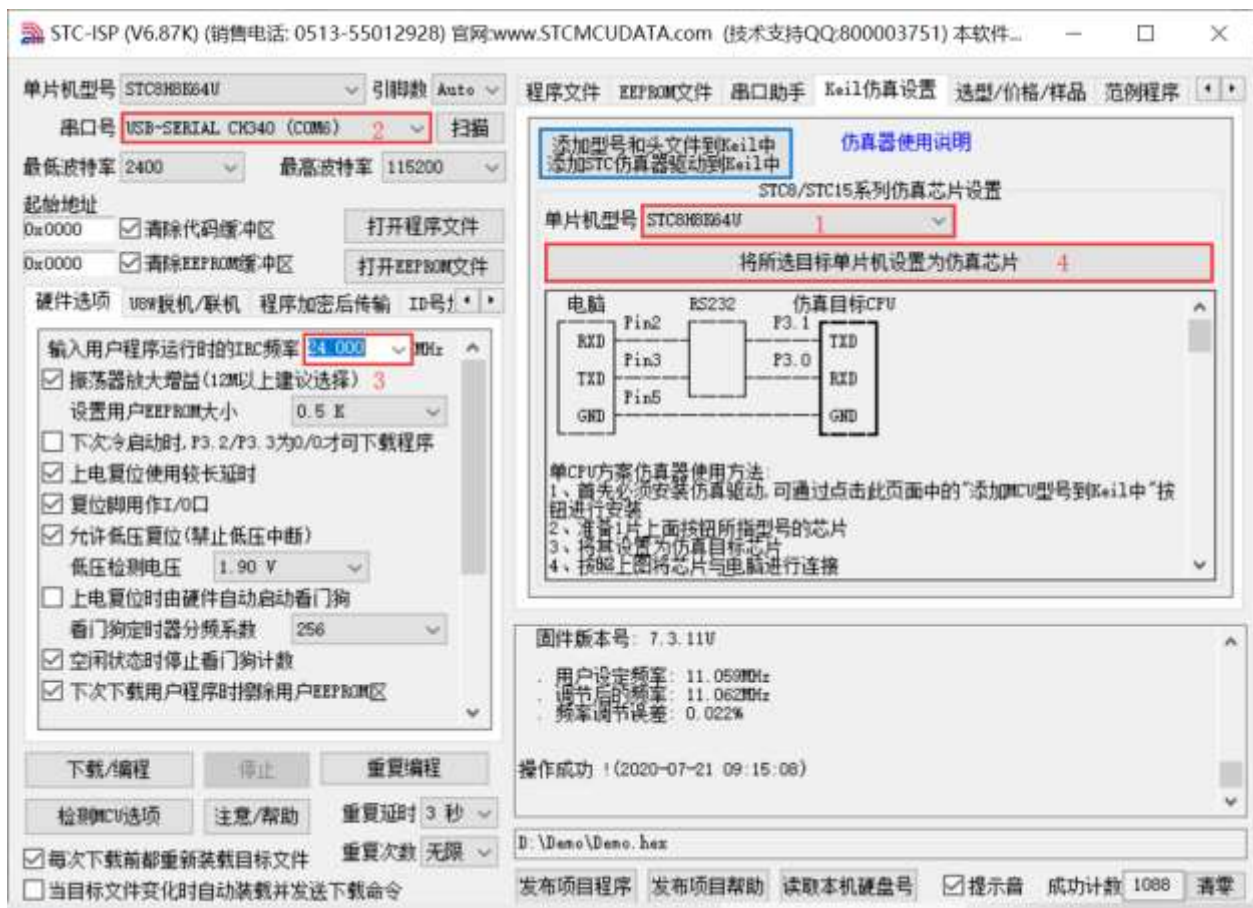 STC-ISP (V6.87K) (销售电话: 0513-55012928) 官网:www.STCMCUDATA.com (技术支持QQ:800003751) 本软件...
单片机型号 STC8H8K64U 引脚数 Auto
串口号 USB-SERIAL CH340 (COM6) 2 扫描
最低波特率 2400 最高波特率 115200
起始地址
0x0000 清除代码缓冲区 打开程序文件
0x0000 清除EEPROM缓冲区 打开EEPROM文件
硬件选项 U8W脱机/联机 程序加密后传输 ID号
输入用户程序运行时的IRC频率 24.000 MHz
振荡器放大增益(12M以上建议选择) 3
设置用户EEPROM大小 0.5 K
下次冷启动时,P3.2/P3.3为0/0才可下载程序
上电复位使用较长延时
复位脚用作I/O口
允许低压复位(禁止低压中断)
低压检测电压 1.90 V
上电复位时由硬件自动启动看门狗
看门狗定时器分频系数 256
空闲状态时停止看门狗计数
下次下载用户程序时擦除用户EEPROM区
下载/编程 停止 重复编程
检测MCU选项 注意/帮助 重复延时 3 秒
每次下载前都重新装载目标文件 重复次数 无限
当目标文件变化时自动装载并发送下载命令
程序文件 EEPROM文件 串口助手 Keil仿真设置 选型/价格/样品 范例程序
添加型号和头文件到Keil中
添加STC仿真器驱动到Keil中
仿真器使用说明
STC8/STC15系列仿真芯片设置
单片机型号 STC8H8K64U 1
将所选目标单片机设置为仿真芯片 4
电脑 RS232 仿真目标CPU
Pin2 P3.1
RXD TXD
Pin3 P3.0
TXD RXD
Pin5
GND GND
单CPU方案仿真器使用方法:
1、首先必须安装仿真驱动,可通过点击此页面中的"添加MCU型号到Keil中"按
钮进行安装
2、准备1片上面按钮所指型号的芯片
3、将其设置为仿真目标芯片
4、按照上图将芯片与电脑进行连接
固件版本号: 7.3.11U
. 用户设定频率: 11.059MHz
. 调节后的频率: 11.062MHz
. 频率调节误差: 0.022%
操作成功 !(2020-07-21 09:15:08)
D:\Demo\Demo.hex
发布项目程序 发布项目帮助 读取本机硬盘号 提示音 成功计数 1088 清零